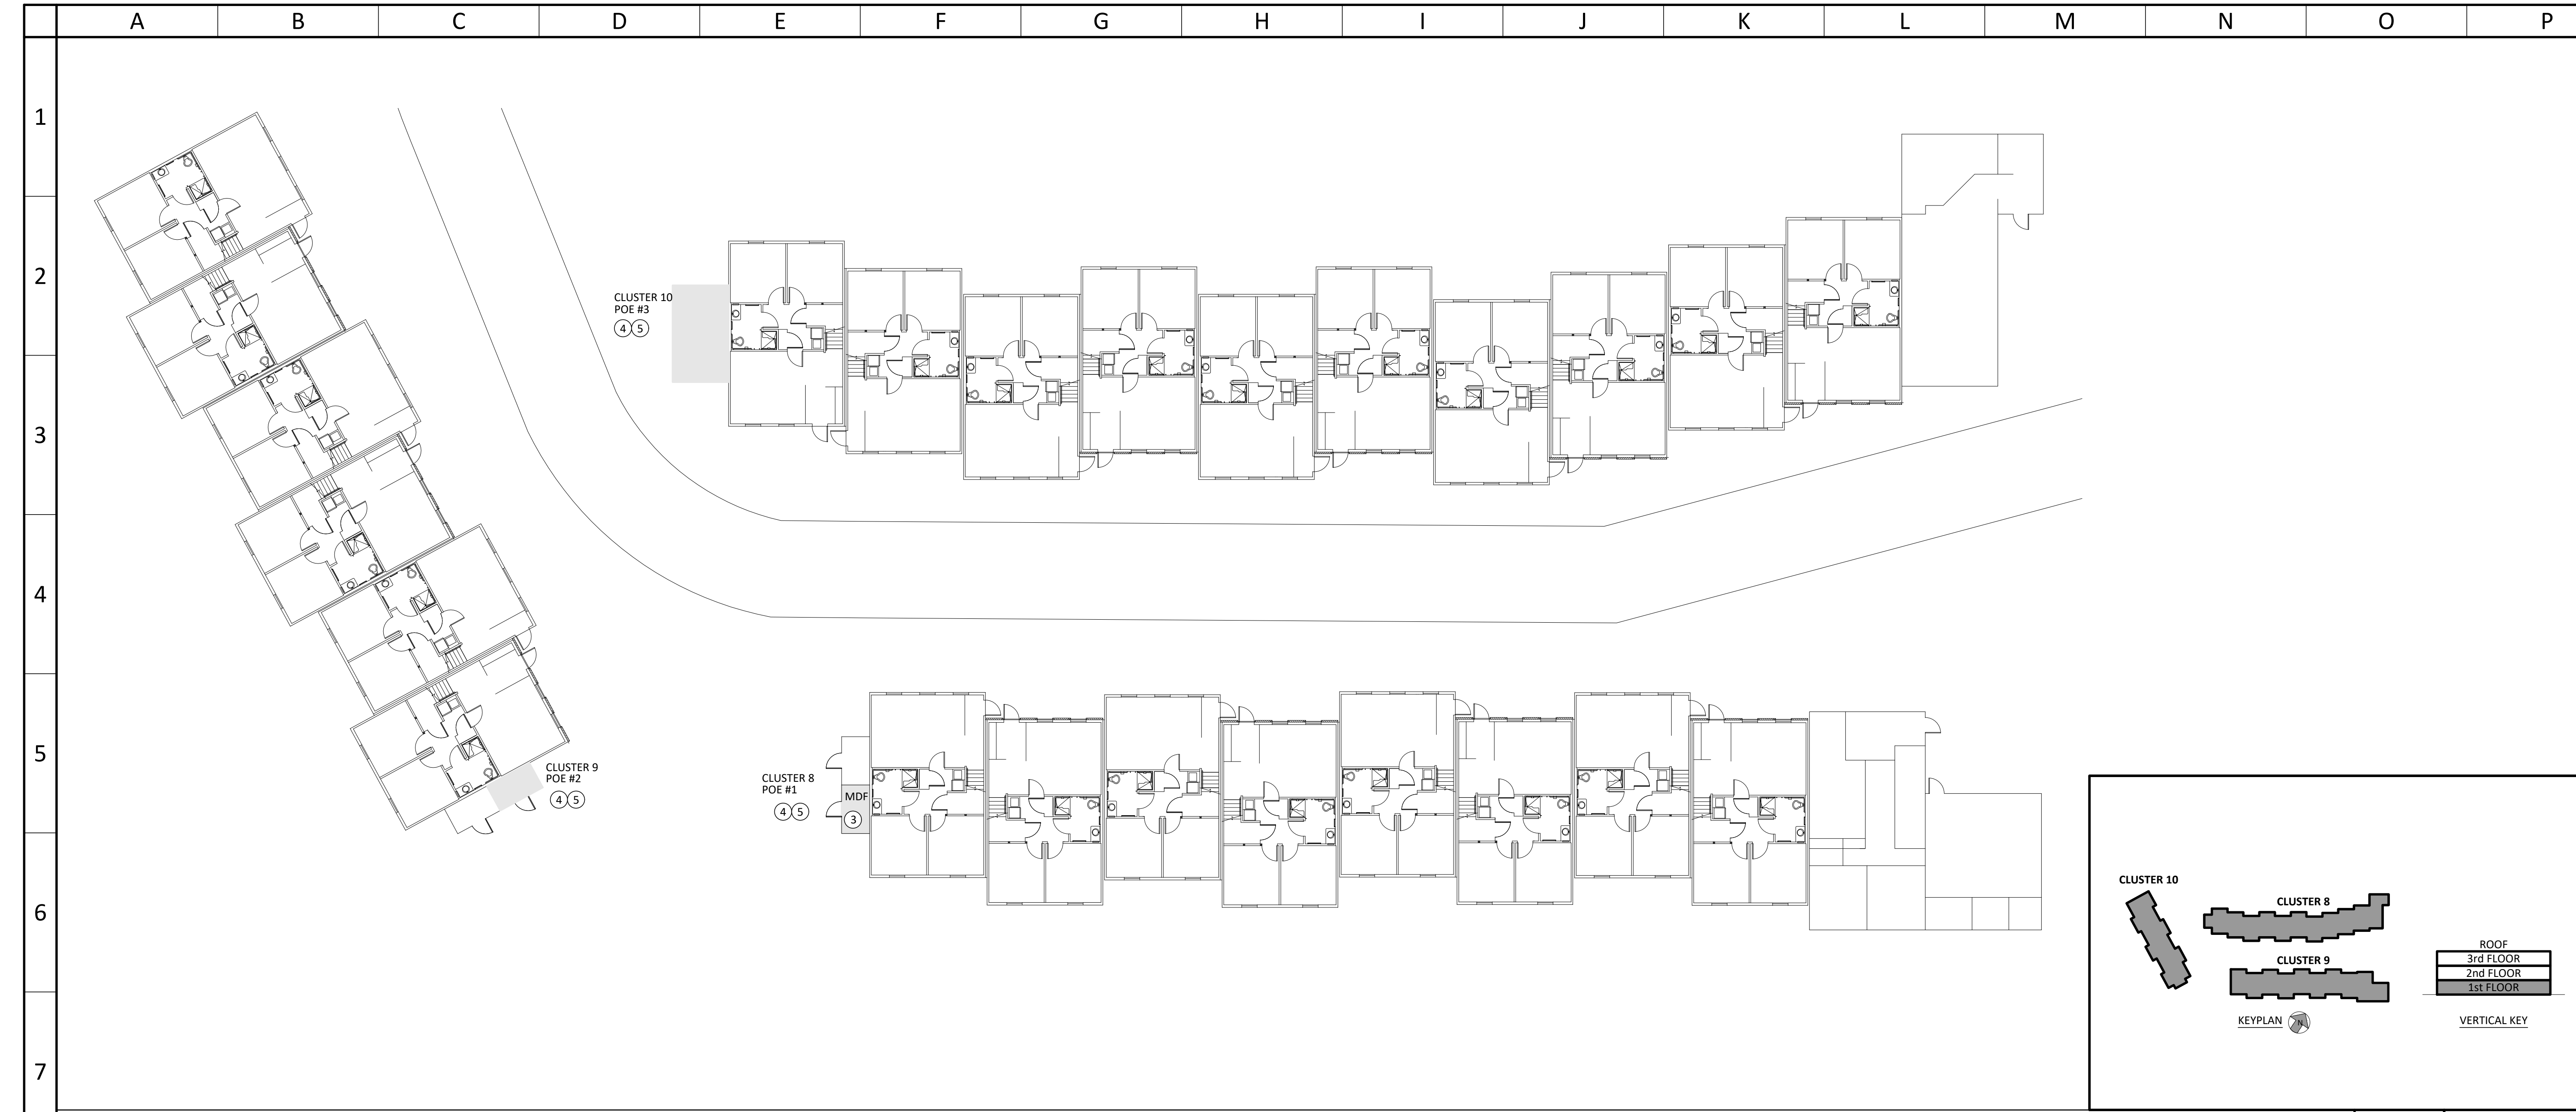 A B C D E F G H I J K L M N O P
1
2
3
4
5
6
7
CLUSTER 10
POE #3
4 5
CLUSTER 9
POE #2
4 5
CLUSTER 8
POE #1
4 5
MDF
3
CLUSTER 10
CLUSTER 8
CLUSTER 9
KEYPLAN N
ROOF
3rd FLOOR
2nd FLOOR
1st FLOOR
VERTICAL KEY